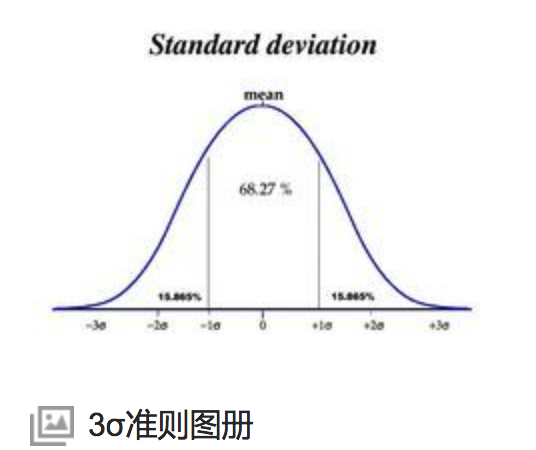 Standard deviation
mean
68.27 %
15.865% 15.865%
-3σ -2σ -1σ 0 +1σ +2σ +3σ
3σ准则图册